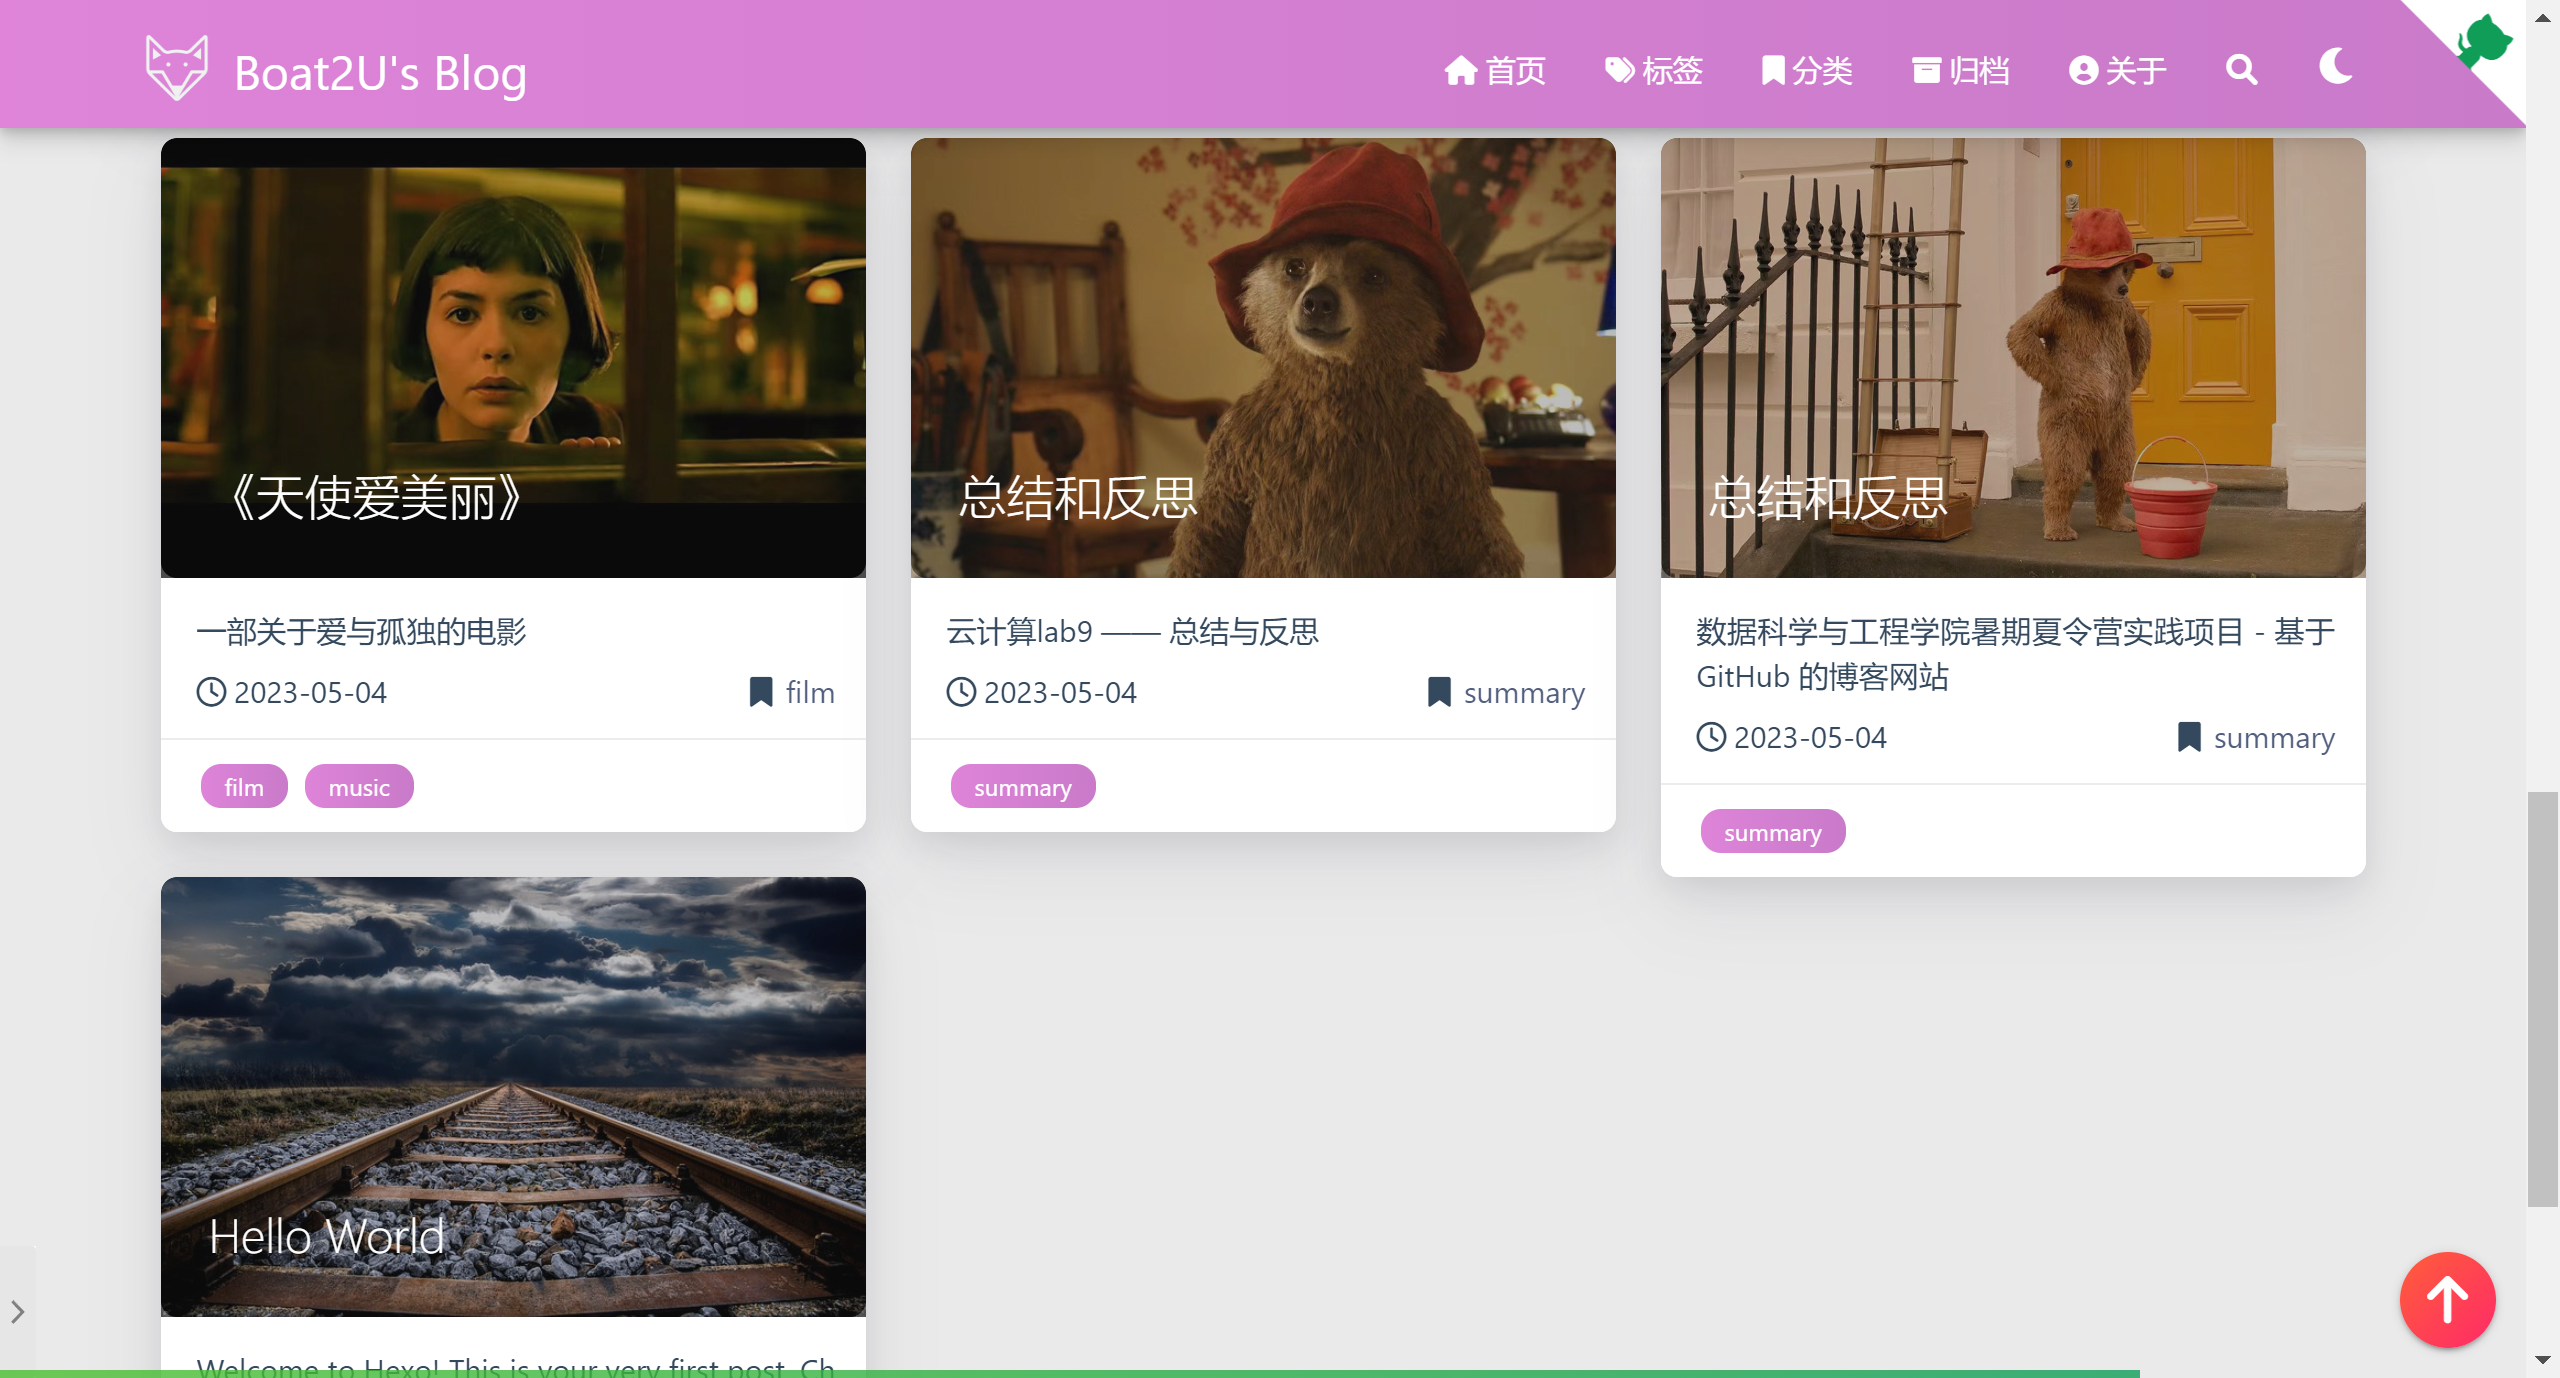 Boat2U's Blog
首页
标签
分类
归档
关于
《天使爱美丽》
一部关于爱与孤独的电影
2023-05-04
film
film
music
总结和反思
云计算lab9 —— 总结与反思
2023-05-04
summary
summary
总结和反思
数据科学与工程学院暑期夏令营实践项目 - 基于
GitHub 的博客网站
2023-05-04
summary
summary
Hello World
Welcome to Hexo! This is your very first post. Ch